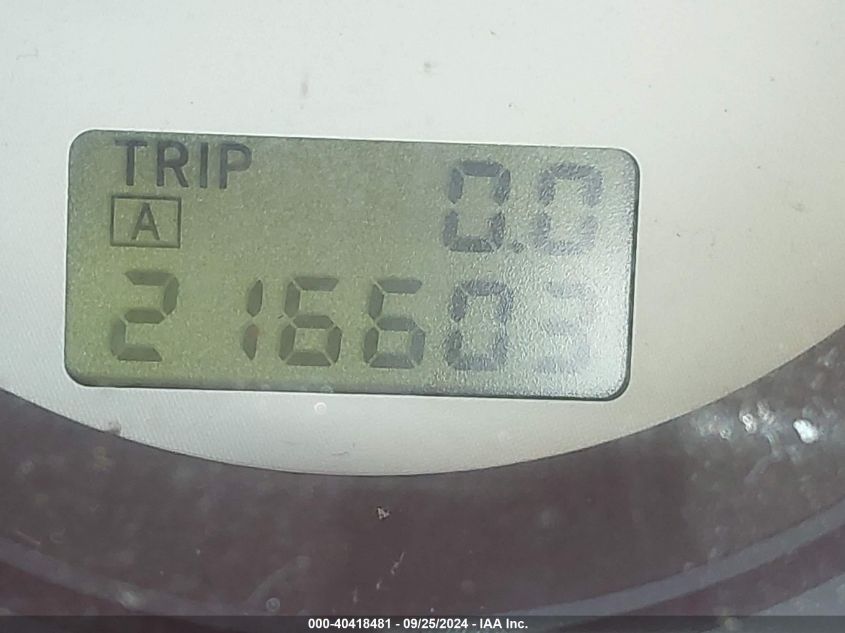 TRIP 0.0
A
216603
000-40418481 - 09/25/2024 - IAA Inc.